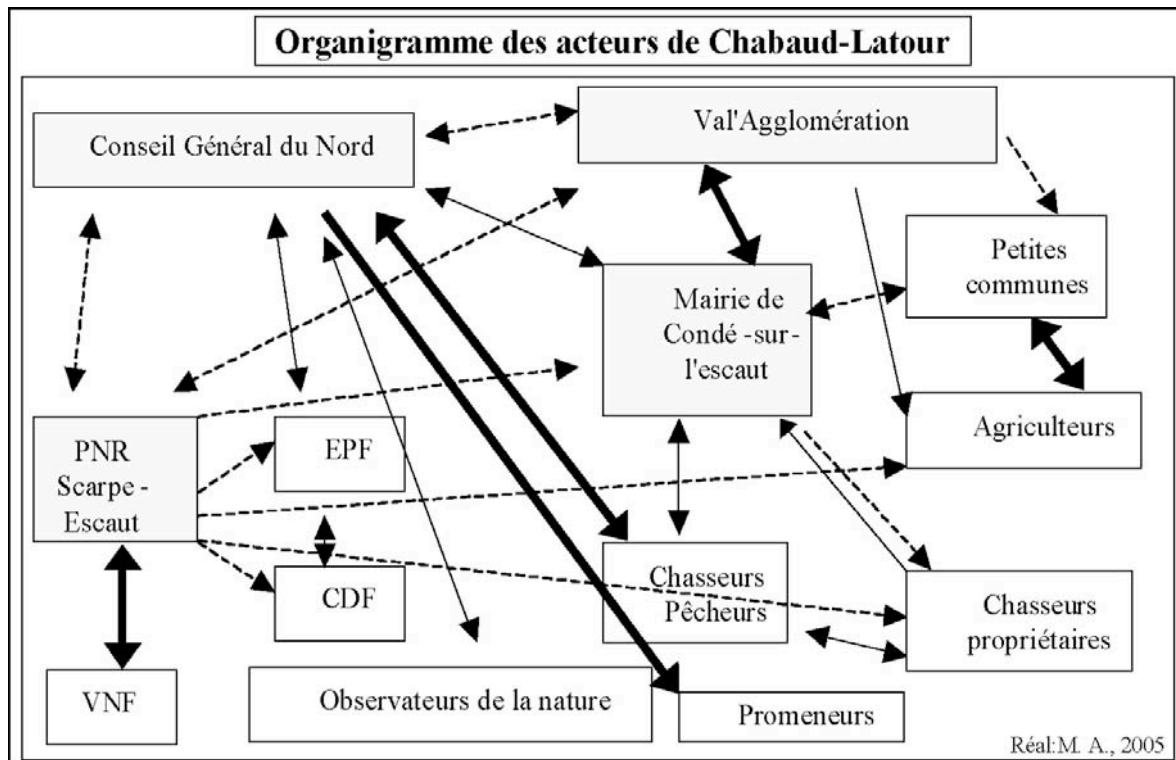 Organigramme des acteurs de Chabaud-Latour
Conseil Général du Nord
Val'Agglomération
Petites
communes
Mairie de
Condé -sur-
l'escaut
PNR
Scarpe -
Escaut
EPF
Agriculteurs
CDF
Chasseurs
Pêcheurs
Chasseurs
propriétaires
VNF
Observateurs de la nature
Promeneurs
Réal:M. A., 2005